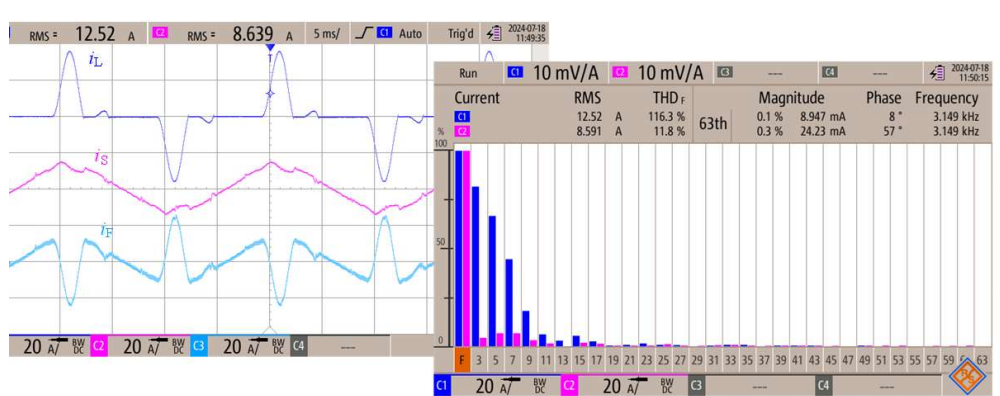 RMS = 12.52 A C2 RMS = 8.639 A 5 ms/ C1 Auto Trig'd 2024-07-18
11:49:35
iL
iS
iF
20 A/ BW DC C2 20 A/ BW DC C3 20 A/ BW DC C4 ---
Run C1 10 mV/A C2 10 mV/A C3 --- C4 --- 2024-07-18
11:50:15
Current RMS THD F 63th Magnitude Phase Frequency
C1 12.52 A 116.3 % 0.1 % 8.947 mA 8 ° 3.149 kHz
C2 8.591 A 11.8 % 0.3 % 24.23 mA 57 ° 3.149 kHz
%
100
50
0
F 3 5 7 9 11 13 15 17 19 21 23 25 27 29 31 33 35 37 39 41 43 45 47 49 51 53 55 57 59 63
C1 20 A/ BW DC C2 20 A/ BW DC C3 --- C4 ---